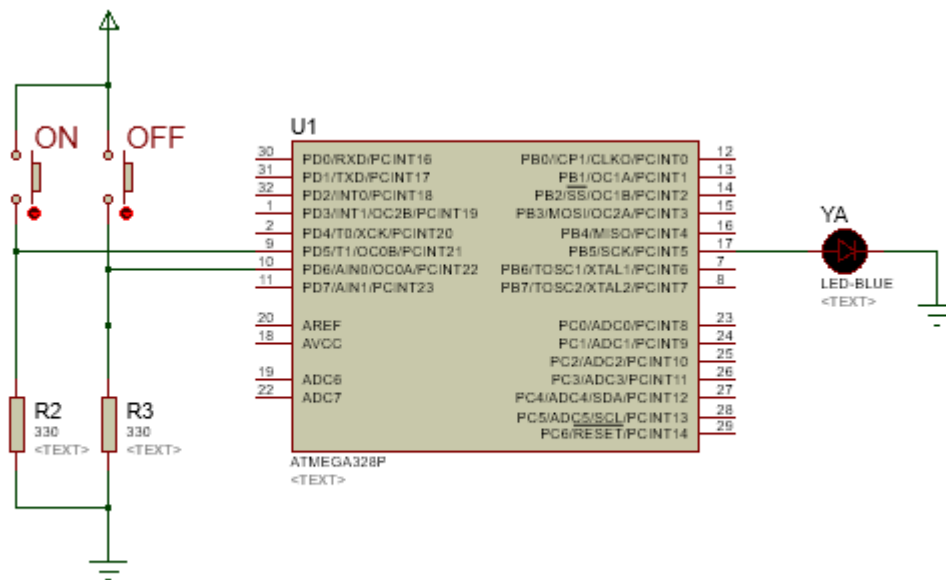 ON OFF
U1
30 PD0/RXD/PCINT16 PB0/ICP1/CLKO/PCINT0 12
31 PD1/TXD/PCINT17 PB1/OC1A/PCINT1 13
32 PD2/INT0/PCINT18 PB2/SS/OC1B/PCINT2 14
1 PD3/INT1/OC2B/PCINT19 PB3/MOSI/OC2A/PCINT3 15
2 PD4/T0/XCK/PCINT20 PB4/MISO/PCINT4 16
9 PD5/T1/OC0B/PCINT21 PB5/SCK/PCINT5 17
10 PD6/AIN0/OC0A/PCINT22 PB6/TOSC1/XTAL1/PCINT6 7
11 PD7/AIN1/PCINT23 PB7/TOSC2/XTAL2/PCINT7 8
YA
LED-BLUE
<TEXT>
20 AREF PC0/ADC0/PCINT8 23
18 AVCC PC1/ADC1/PCINT9 24
PC2/ADC2/PCINT10 25
19 ADC6 PC3/ADC3/PCINT11 26
22 ADC7 PC4/ADC4/SDA/PCINT12 27
PC5/ADC5/SCL/PCINT13 28
PC6/RESET/PCINT14 29
R2
330
<TEXT>
R3
330
<TEXT>
ATMEGA328P
<TEXT>